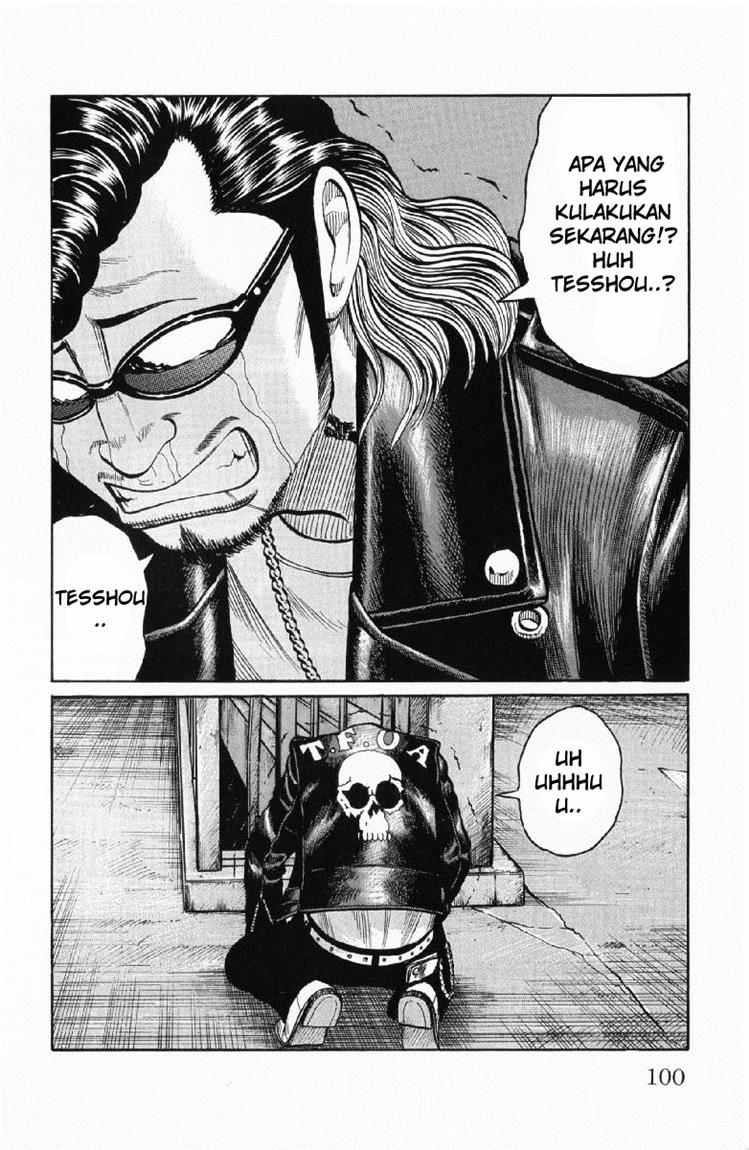 APA YANG
HARUS
KULAKUKAN
SEKARANG!?
HUH
TESSHOU..?
TESSHOU
..
T.F.O.A
UH
UHHHU
U..
100